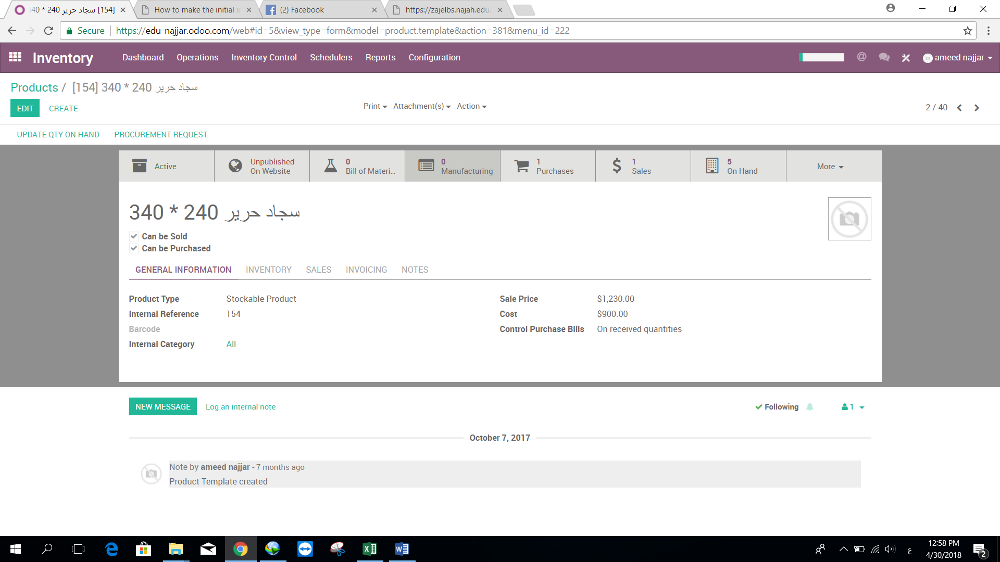 340 * 240 سجاد حرير [154]
How to make the initial i
(2) Facebook
https://zajelbs.najah.edu
Secure
https://edu-najjar.odoo.com/web#id=5&view_type=form&model=product.template&action=381&menu_id=222
Inventory
Dashboard
Operations
Inventory Control
Schedulers
Reports
Configuration
ameed najjar
Products / [154] 340 * 240 سجاد حرير
EDIT
CREATE
Print
Attachment(s)
Action
2 / 40
UPDATE QTY ON HAND
PROCUREMENT REQUEST
Active
Unpublished
On Website
0
Bill of Materi...
0
Manufacturing
1
Purchases
1
Sales
5
On Hand
More
340 * 240 سجاد حرير
Can be Sold
Can be Purchased
GENERAL INFORMATION
INVENTORY
SALES
INVOICING
NOTES
Product Type
Stockable Product
Sale Price
$1,230.00
Internal Reference
154
Cost
$900.00
Barcode
Control Purchase Bills
On received quantities
Internal Category
All
NEW MESSAGE
Log an internal note
Following
1
October 7, 2017
Note by ameed najjar - 7 months ago
Product Template created
ع
12:58 PM
4/30/2018
2